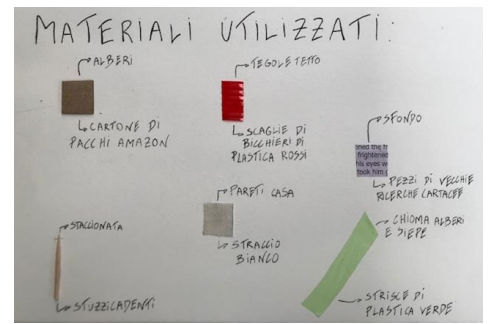 MATERIALI UTILIZZATI:
ALBERI
CARTONE DI
PACCHI AMAZON
TEGOLE TETTO
SCAGLIE DI
BICCHIERI DI
PLASTICA ROSSI
SFONDO
ned the fr
frightened
his eyes w
took him
PEZZI DI VECCHIE
RICERCHE CARTACEE
PARETI CASA
STRACCIO
BIANCO
CHIOMA ALBERI
E SIEPE
STRISCE DI
PLASTICA VERDE
STACCIONATA
STUZZICADENTI